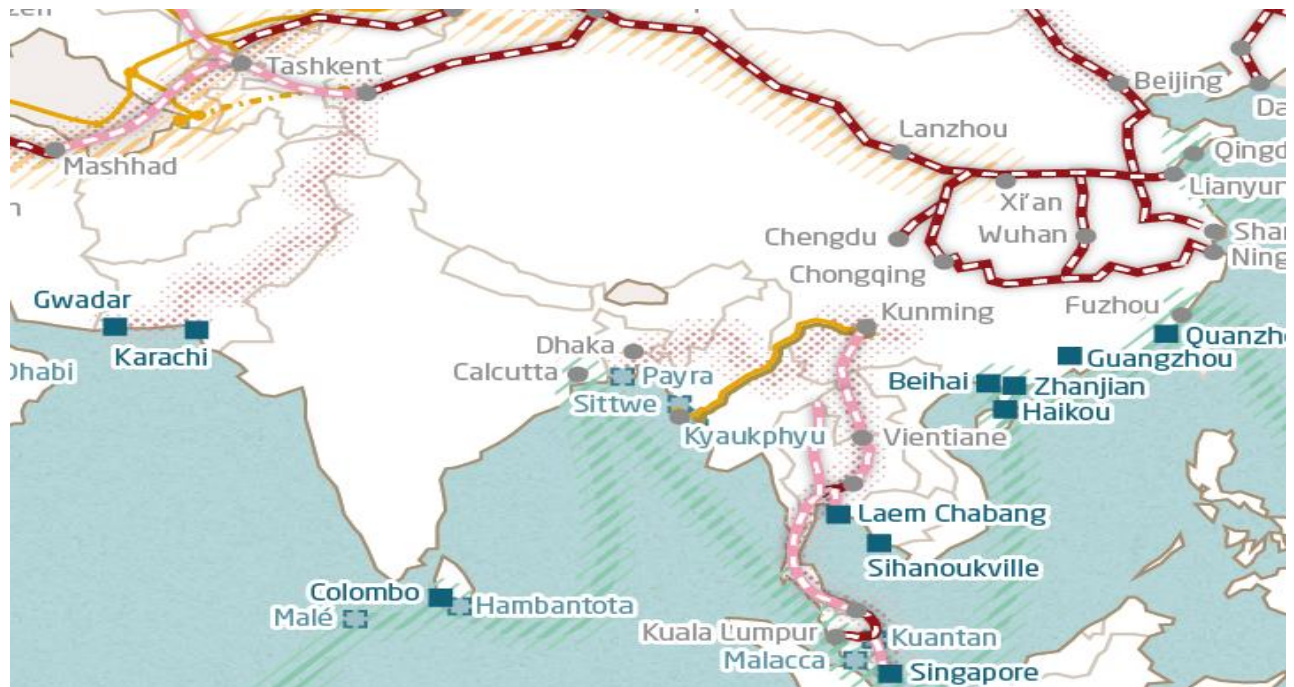 zen
Tashkent
Beijing
Da
Lanzhou
Mashhad
Qingd
Lianyun
n
Xi'an
Chengdu
Wuhan
Shan
Ning
Chongqing
Gwadar
Fuzhou
Kunming
Karachi
Quanzho
Dhaka
Guangzhou
Dhabi
Calcutta
Payra
Beihai
Zhanjian
Sittwe
Haikou
Kyaukphyu
Vientiane
Laem Chabang
Sihanoukville
Colombo
Hambantota
Malé
Kuala Lumpur
Kuantan
Malacca
Singapore